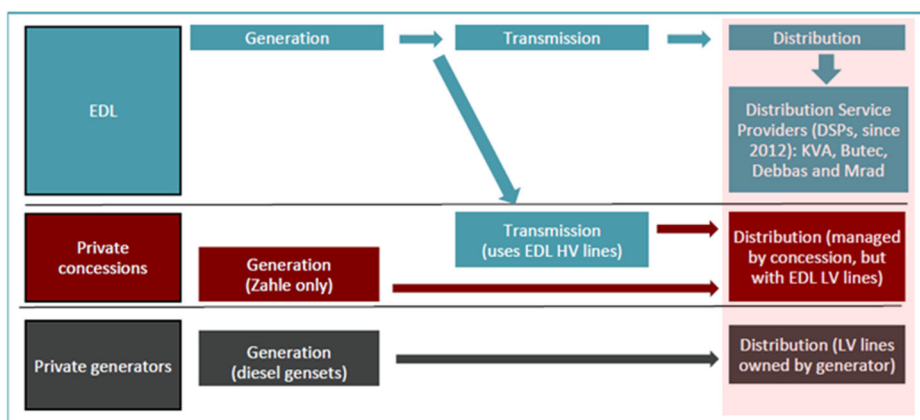 Generation
Transmission
Distribution
EDL
Distribution Service
Providers (DSPs, since
2012): KVA, Butec,
Debbas and Mrad
Private
concessions
Transmission
(uses EDL HV lines)
Distribution (managed
by concession, but
with EDL LV lines)
Generation
(Zahle only)
Private generators
Generation
(diesel gensets)
Distribution (LV lines
owned by generator)